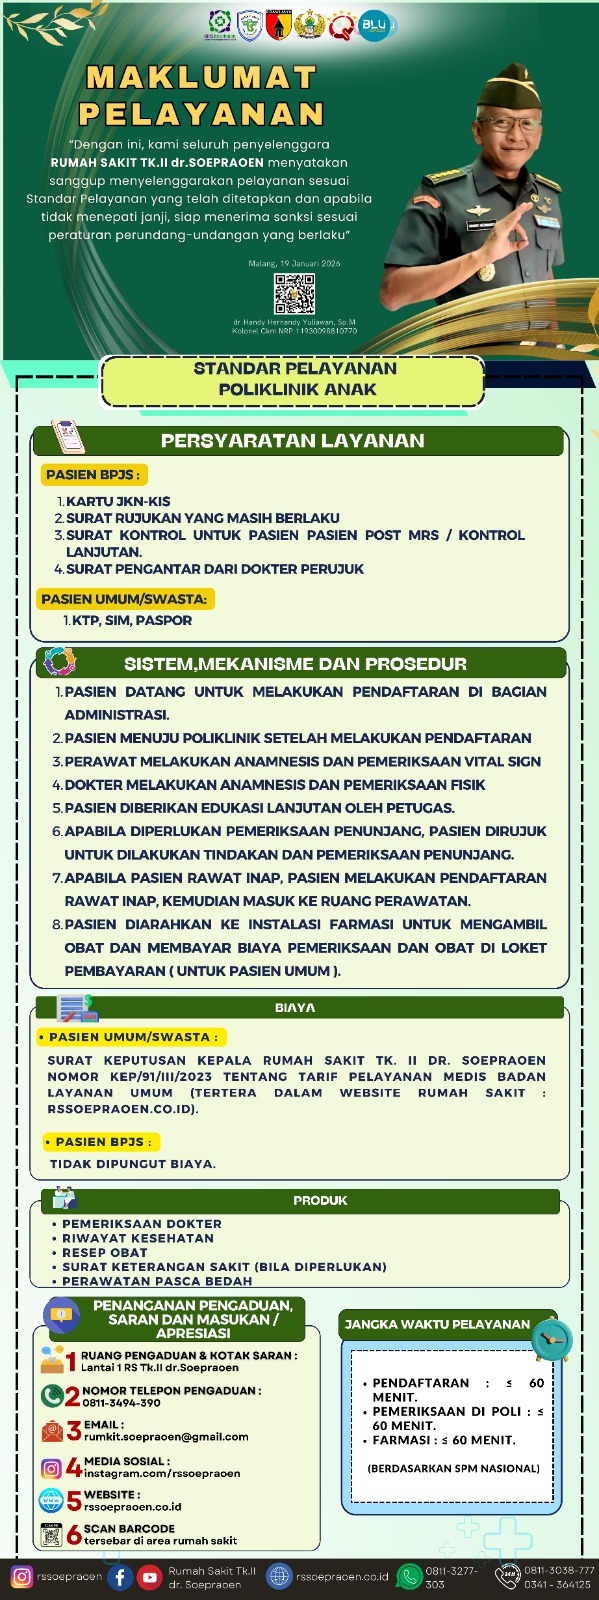 MAKLUMAT
PELAYANAN
"Dengan ini, kami seluruh penyelenggara
RUMAH SAKIT TK.II dr.SOEPRAOEN menyatakan
sanggup menyelenggarakan pelayanan sesuai
Standar Pelayanan yang telah ditetapkan dan apabila
tidak menepati janji, siap menerima sanksi sesuai
peraturan perundang-undangan yang berlaku"
Malang, 19 Januari 2026
dr.Handy Hernandy Yuliawan, Sp.M
Kolonel Ckm NRP.11930098810770
STANDAR PELAYANAN
POLIKLINIK ANAK
PERSYARATAN LAYANAN
PASIEN BPJS :
1. KARTU JKN-KIS
2. SURAT RUJUKAN YANG MASIH BERLAKU
3. SURAT KONTROL UNTUK PASIEN PASIEN POST MRS / KONTROL
LANJUTAN.
4. SURAT PENGANTAR DARI DOKTER PERUJUK
PASIEN UMUM/SWASTA:
1. KTP, SIM, PASPOR
SISTEM,MEKANISME DAN PROSEDUR
1. PASIEN DATANG UNTUK MELAKUKAN PENDAFTARAN DI BAGIAN
ADMINISTRASI.
2. PASIEN MENUJU POLIKLINIK SETELAH MELAKUKAN PENDAFTARAN
3. PERAWAT MELAKUKAN ANAMNESIS DAN PEMERIKSAAN VITAL SIGN
4. DOKTER MELAKUKAN ANAMNESIS DAN PEMERIKSAAN FISIK
5. PASIEN DIBERIKAN EDUKASI LANJUTAN OLEH PETUGAS.
6. APABILA DIPERLUKAN PEMERIKSAAN PENUNJANG, PASIEN DIRUJUK
UNTUK DILAKUKAN TINDAKAN DAN PEMERIKSAAN PENUNJANG.
7. APABILA PASIEN RAWAT INAP, PASIEN MELAKUKAN PENDAFTARAN
RAWAT INAP, KEMUDIAN MASUK KE RUANG PERAWATAN.
8. PASIEN DIARAHKAN KE INSTALASI FARMASI UNTUK MENGAMBIL
OBAT DAN MEMBAYAR BIAYA PEMERIKSAAN DAN OBAT DI LOKET
PEMBAYARAN ( UNTUK PASIEN UMUM ).
BIAYA
• PASIEN UMUM/SWASTA :
SURAT KEPUTUSAN KEPALA RUMAH SAKIT TK. II DR. SOEPRAOEN
NOMOR KEP/91/III/2023 TENTANG TARIF PELAYANAN MEDIS BADAN
LAYANAN UMUM (TERTERA DALAM WEBSITE RUMAH SAKIT :
RSSOEPRAOEN.CO.ID).
• PASIEN BPJS :
TIDAK DIPUNGUT BIAYA.
PRODUK
• PEMERIKSAAN DOKTER
• RIWAYAT KESEHATAN
• RESEP OBAT
• SURAT KETERANGAN SAKIT (BILA DIPERLUKAN)
• PERAWATAN PASCA BEDAH
PENANGANAN PENGADUAN,
SARAN DAN MASUKAN /
APRESIASI
1 RUANG PENGADUAN & KOTAK SARAN :
Lantai 1 RS Tk.II dr.Soepraoen
2 NOMOR TELEPON PENGADUAN :
0811-3494-390
3 EMAIL :
rumkit.soepraoen@gmail.com
4 MEDIA SOSIAL :
instagram.com/rssoepraoen
5 WEBSITE :
rssoepraoen.co.id
6 SCAN BARCODE
tersebar di area rumah sakit
JANGKA WAKTU PELAYANAN
• PENDAFTARAN : ≤ 60
MENIT.
• PEMERIKSAAN DI POLI : ≤
60 MENIT.
• FARMASI : ≤ 60 MENIT.
(BERDASARKAN SPM NASIONAL)
rssoepraoen
Rumah Sakit Tk.II
dr. Soepraoen
rssoepraoen.co.id
0811-3277-
303
0811-3038-777
0341 - 364125